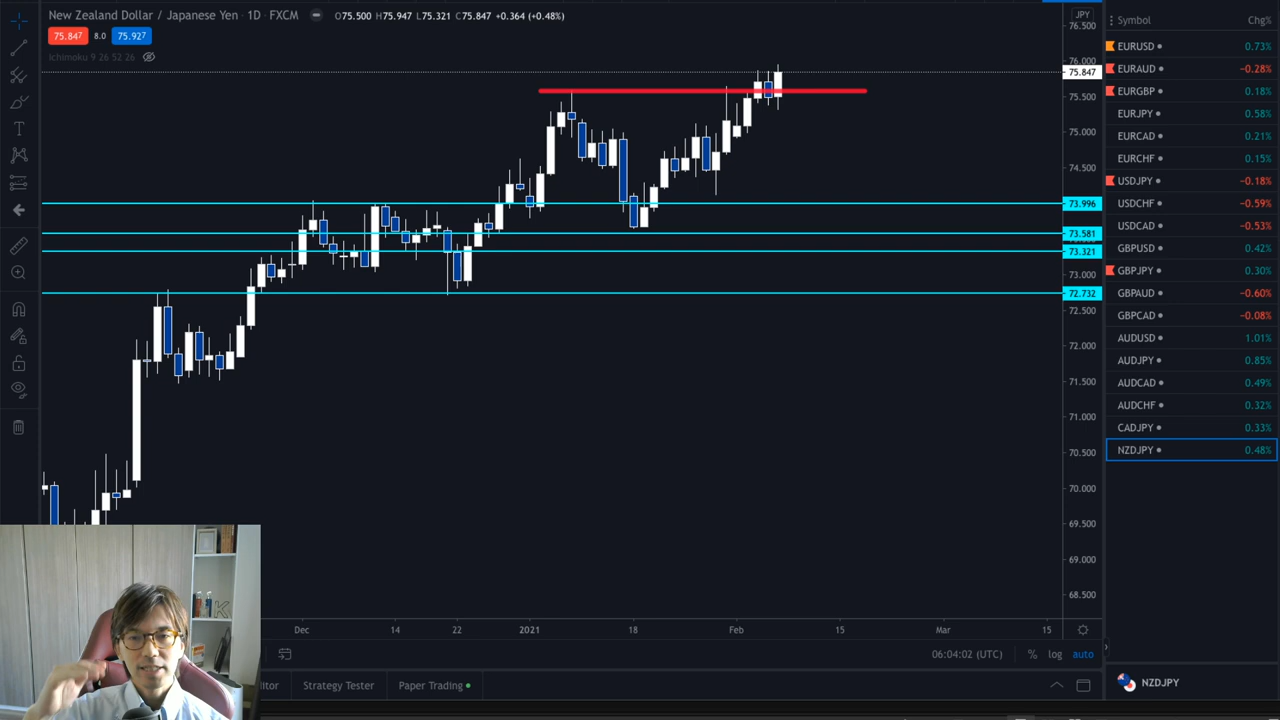 New Zealand Dollar / Japanese Yen · 1D · FXCM O75.500 H75.947 L75.321 C75.847 +0.364 (+0.48%)
75.847 8.0 75.927
Ichimoku 9 26 52 26
JPY
76.500
76.000
75.847
75.500
75.000
74.500
73.996
73.581
73.321
73.000
72.732
72.500
72.000
71.500
71.000
70.500
70.000
69.500
69.000
68.500
Dec 14 22 2021 18 Feb 15 Mar 15
06:04:02 (UTC) % log auto
itor Strategy Tester Paper Trading
Symbol Chg%
EURUSD 0.73%
EURAUD −0.28%
EURGBP 0.18%
EURJPY 0.58%
EURCAD 0.21%
EURCHF 0.15%
USDJPY −0.18%
USDCHF −0.59%
USDCAD −0.53%
GBPUSD 0.42%
GBPJPY 0.30%
GBPAUD −0.60%
GBPCAD −0.08%
AUDUSD 1.01%
AUDJPY 0.85%
AUDCAD 0.49%
AUDCHF 0.32%
CADJPY 0.33%
NZDJPY 0.48%
NZDJPY